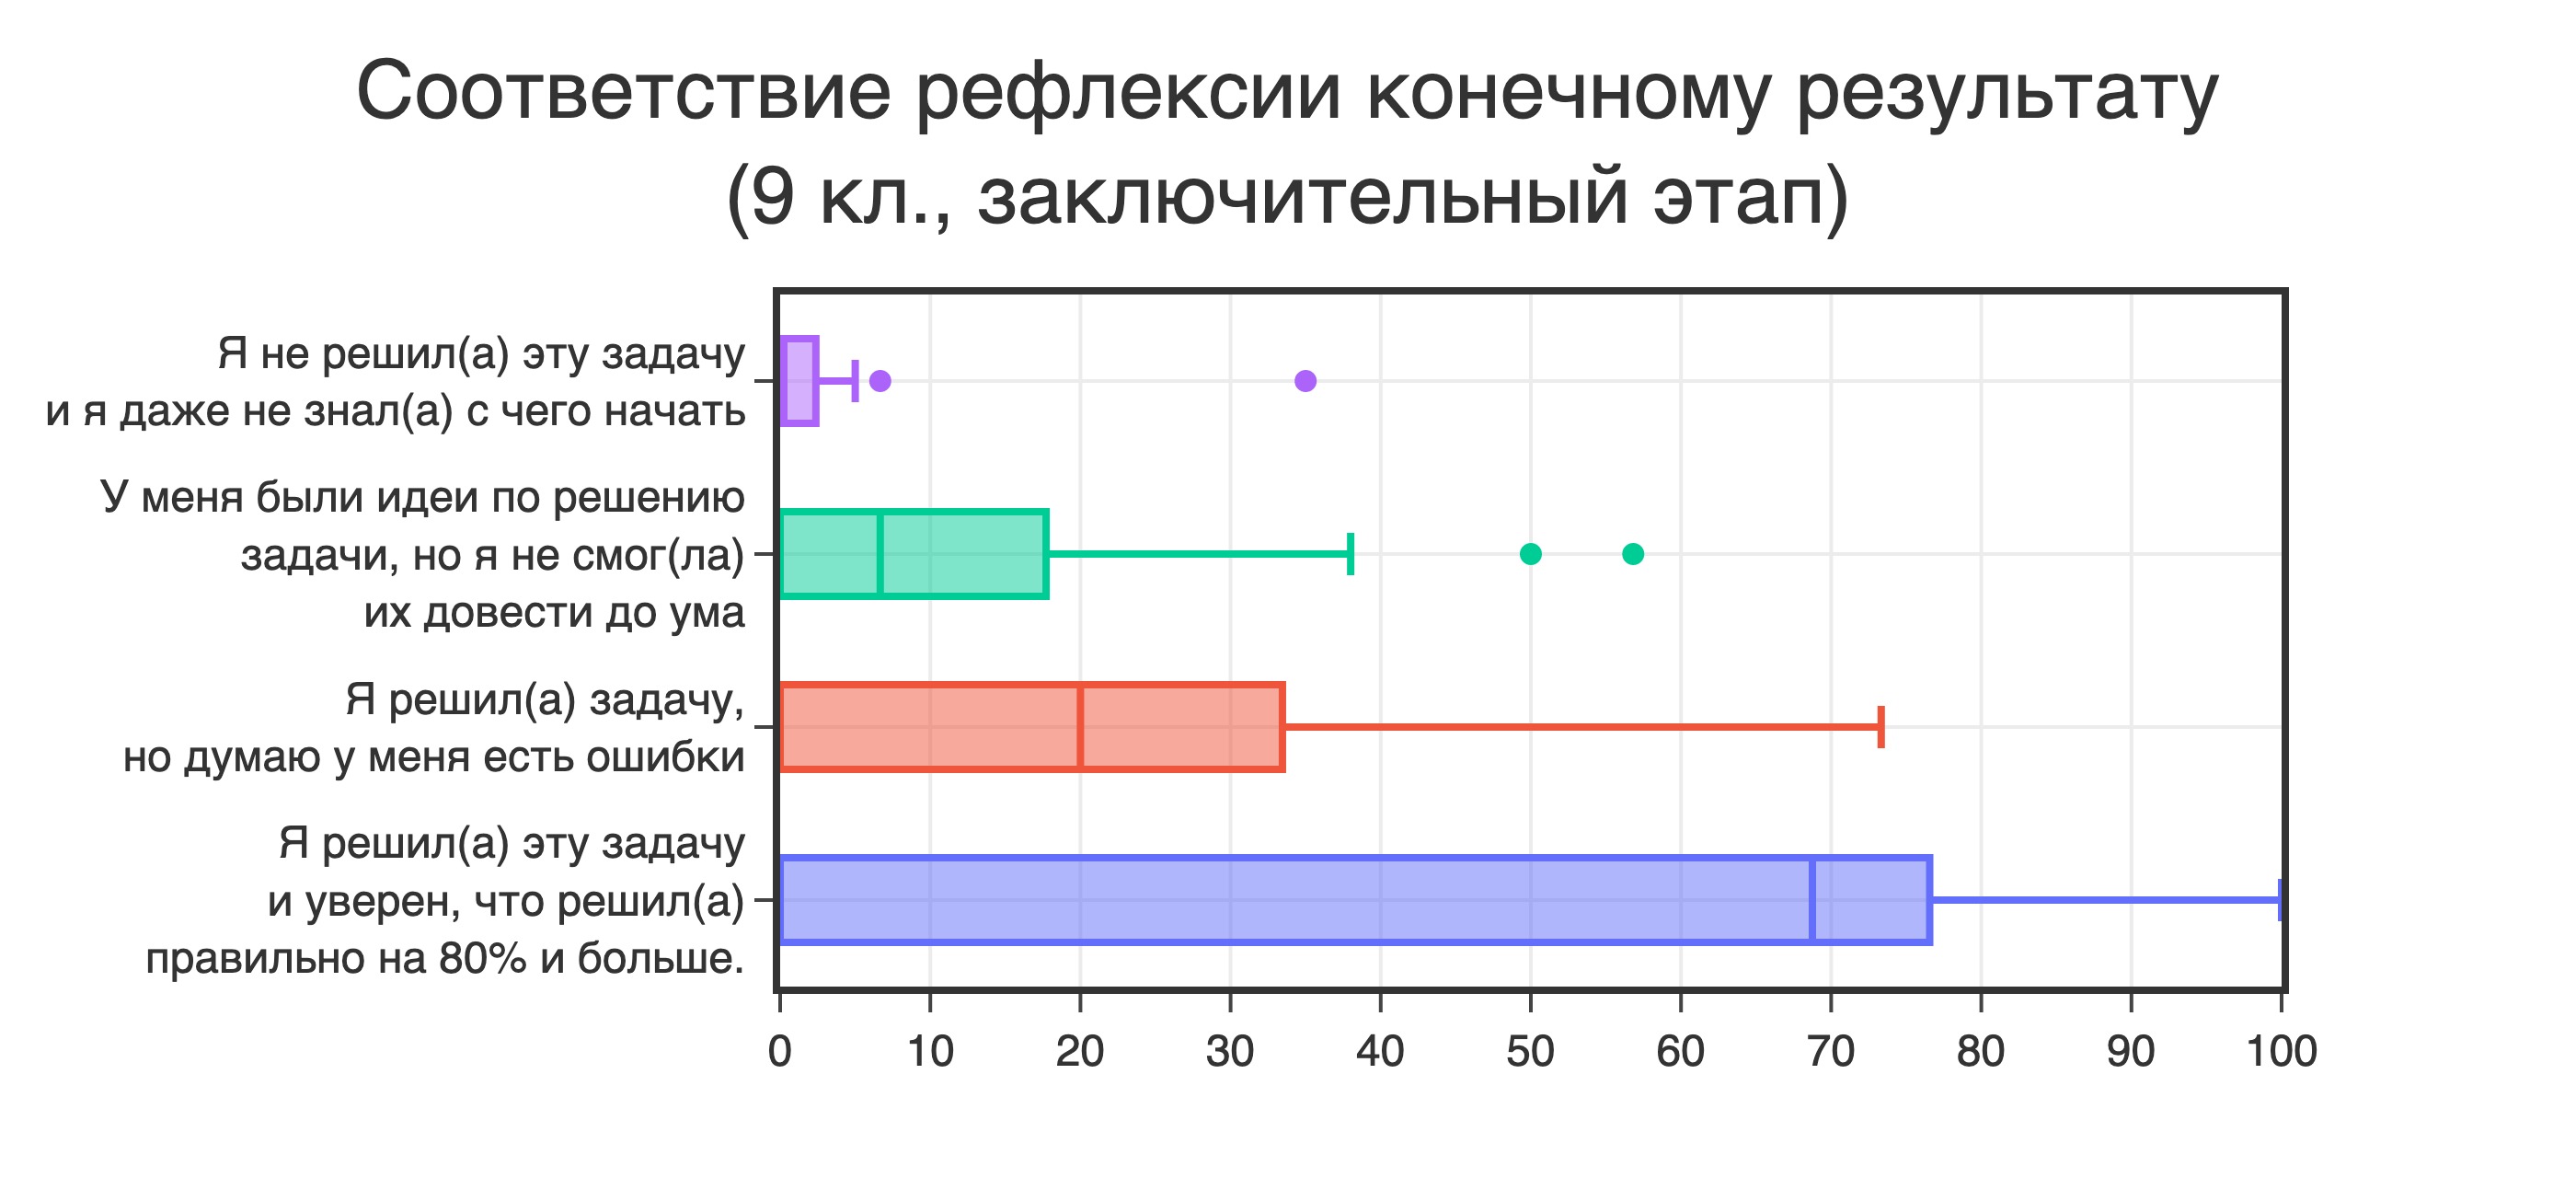 Соответствие рефлексии конечному результату
(9 кл., заключительный этап)
Я не решил(а) эту задачу
и я даже не знал(а) с чего начать
У меня были идеи по решению
задачи, но я не смог(ла)
их довести до ума
Я решил(а) задачу,
но думаю у меня есть ошибки
Я решил(а) эту задачу
и уверен, что решил(а)
правильно на 80% и больше.
0 10 20 30 40 50 60 70 80 90 100